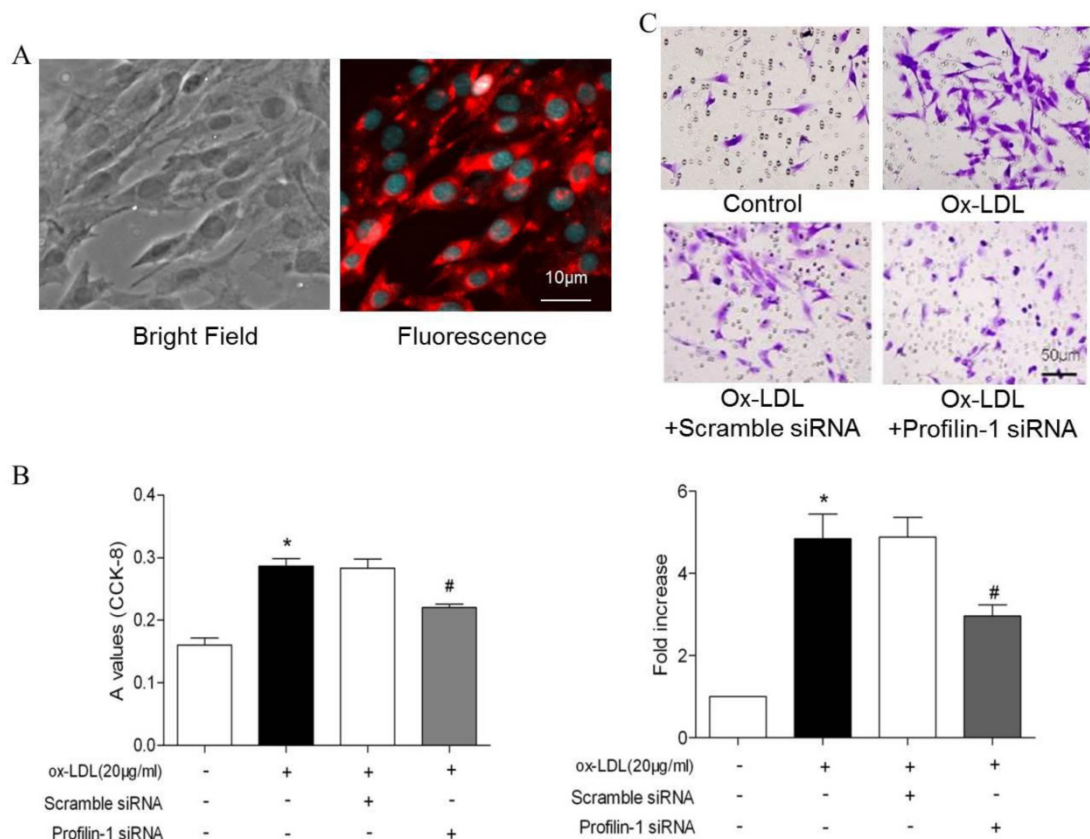 A
Bright Field
Fluorescence
10μm
C
Control
Ox-LDL
Ox-LDL
+Scramble siRNA
Ox-LDL
+Profilin-1 siRNA
50μm
B
A values (CCK-8)
0.4
0.3
0.2
0.1
0.0
*
#
ox-LDL(20μg/ml) - + + +
Scramble siRNA - - + -
Profilin-1 siRNA - - - +
Fold increase
6
4
2
0
*
#
ox-LDL(20μg/ml) - + + +
Scramble siRNA - - + -
Profilin-1 siRNA - - - +